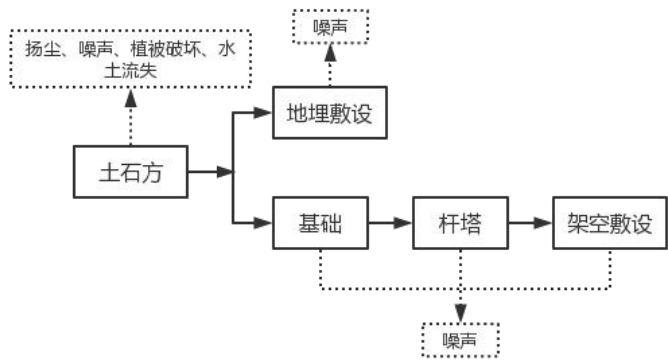 噪声
扬尘、噪声、植被破坏、水
土流失
地埋敷设
土石方
基础
杆塔
架空敷设
噪声